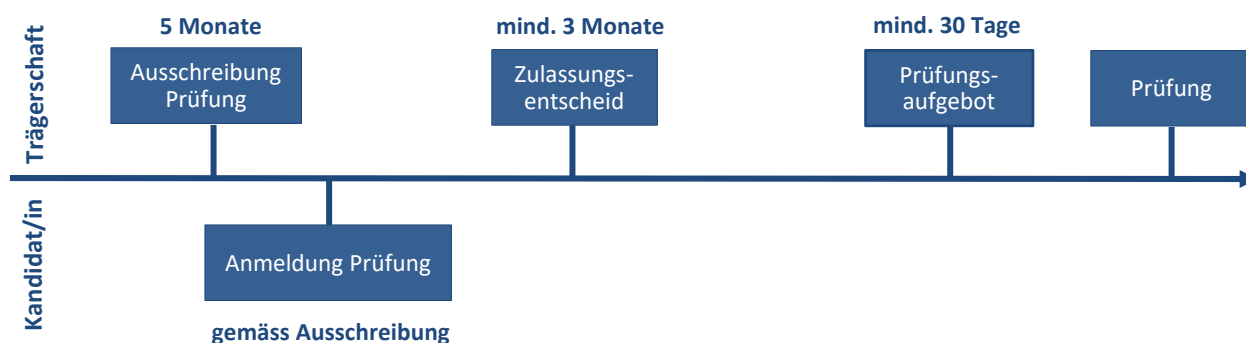 Trägerschaft
5 Monate
Ausschreibung
Prüfung
mind. 3 Monate
Zulassungs-
entscheid
mind. 30 Tage
Prüfungs-
aufgebot
Prüfung
Kandidat/in
Anmeldung Prüfung
gemäss Ausschreibung